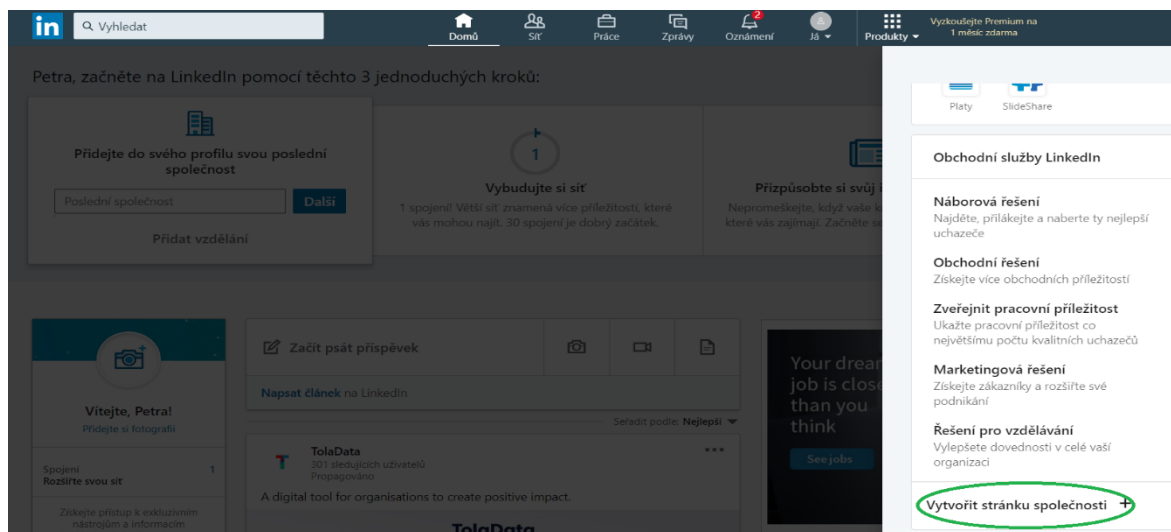 in
Vyhledat
Domů
Síť
Práce
Zprávy
2
Oznámení
Já
Produkty
Vyzkoušejte Premium na
1 měsíc zdarma
Petra, začněte na LinkedIn pomocí těchto 3 jednoduchých kroků:
Přidejte do svého profilu svou poslední
společnost
Poslední společnost
Další
Přidat vzdělání
1
Vybudujte si síť
1 spojení! Větší síť znamená více příležitostí, které
vás mohou najít. 30 spojení je dobrý začátek.
Přizpůsobte si svůj
Nepromeškejte, když vaše
které vás zajímají. Začněte
Platy
SlideShare
Obchodní služby LinkedIn
Náborová řešení
Najděte, přilákejte a naberte ty nejlepší
uchazeče
Obchodní řešení
Získejte více obchodních příležitostí
Zveřejnit pracovní příležitost
Ukažte pracovní příležitost co
největšímu počtu kvalitních uchazečů
Marketingová řešení
Získejte zákazníky a rozšiřte své
podnikání
Řešení pro vzdělávání
Vylepšete dovednosti v celé vaší
organizaci
Vytvořit stránku společnosti +
Vítejte, Petra!
Přidejte si fotografii
Spojení 1
Rozšiřte svou síť
Získejte přístup k exkluzivním
nástrojům a informacím
Začít psát příspěvek
Napsat článek na LinkedIn
Seřadit podle: Nejlepší
TolaData
301 sledujících uživatelů
Propagováno
A digital tool for organisations to create positive impact.
TolaData
Your dream
job is close
than you
think
See jobs